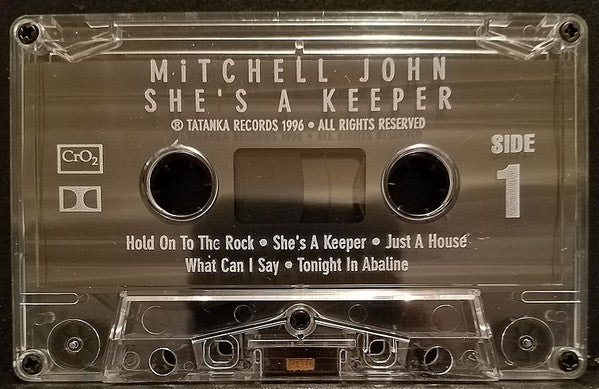 MiTCHELL JOHN
SHE'S A KEEPER
℗ TATANKA RECORDS 1996 • ALL RIGHTS RESERVED
SIDE
1
CrO₂
Hold On To The Rock • She's A Keeper • Just A House
What Can I Say • Tonight In Abaline